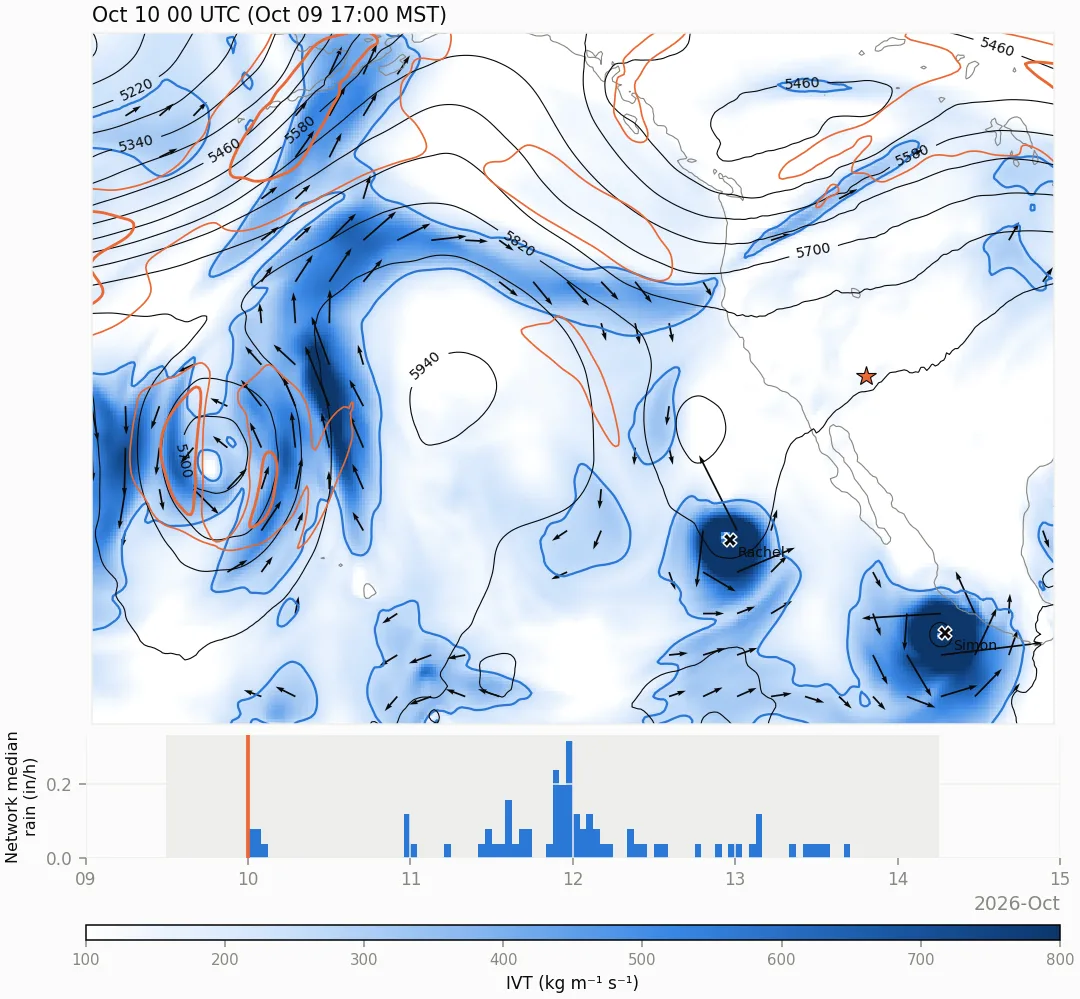 Oct 10 00 UTC (Oct 09 17:00 MST)
5460
5220
5460
5340
5580
5460
5580
5820
5700
5940
5700
Rachel
Simon
Network median
rain (in/h)
0.2
0.0
09 10 11 12 13 14 15
2026-Oct
100 200 300 400 500 600 700 800
IVT (kg m⁻¹ s⁻¹)